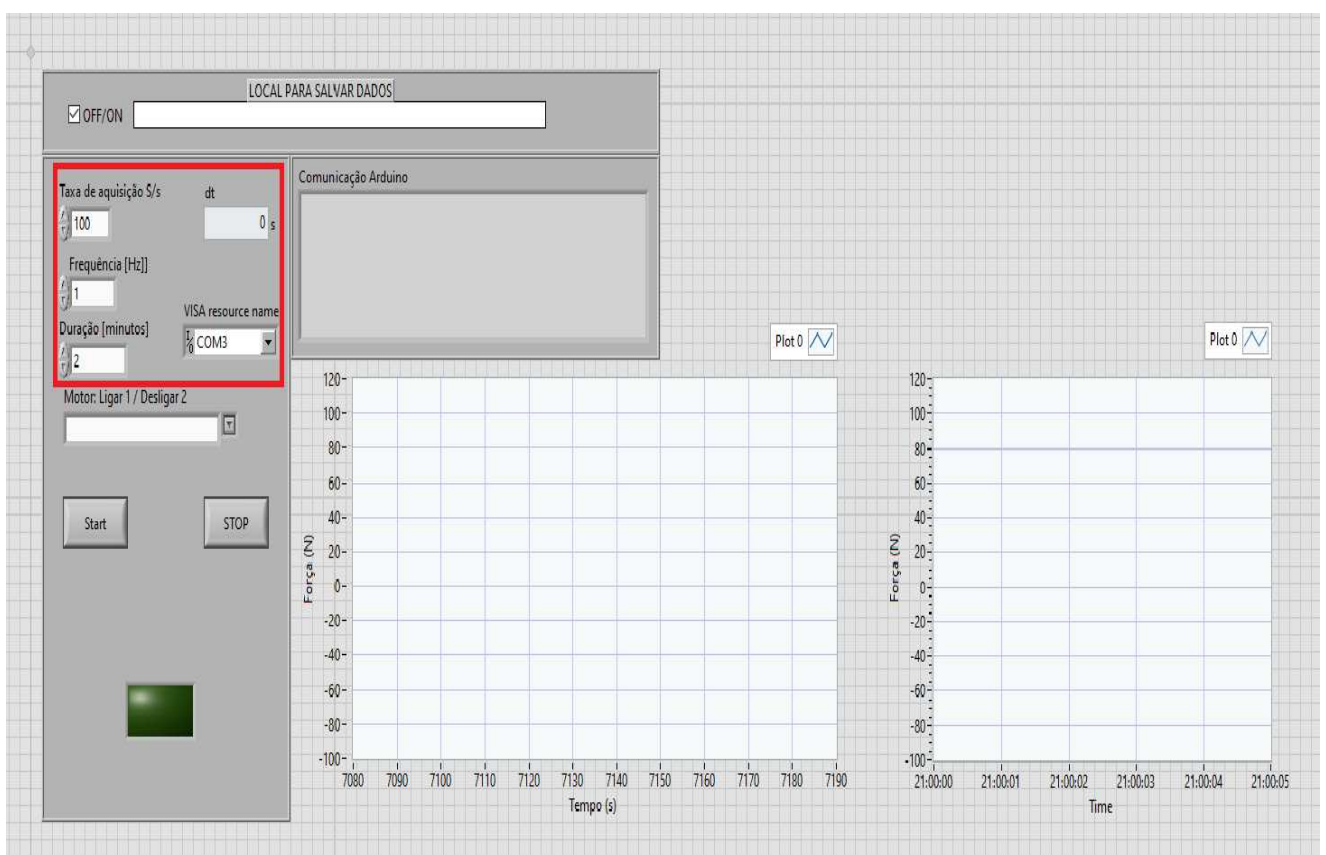 LOCAL PARA SALVAR DADOS
OFF/ON
Taxa de aquisição S/s
dt
100
0 s
Frequência [Hz]]
1
VISA resource name
COM3
Duração [minutos]
2
Motor: Ligar 1 / Desligar 2
Start
STOP
Comunicação Arduino
Plot 0
120
100
80
60
40
20
0
-20
-40
-60
-80
-100
Força (N)
7080 7090 7100 7110 7120 7130 7140 7150 7160 7170 7180 7190
Tempo (s)
Plot 0
120
100
80
60
40
20
0
-20
-40
-60
-80
-100
Força (N)
21:00:00 21:00:01 21:00:02 21:00:03 21:00:04 21:00:05
Time